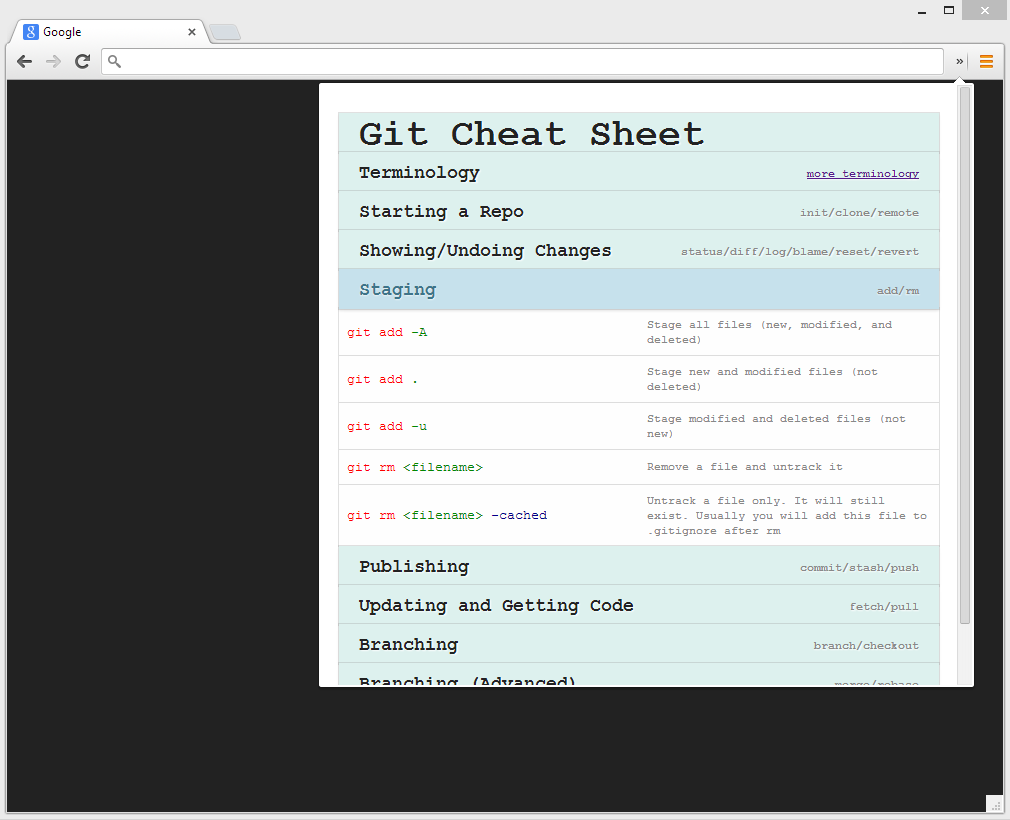 Google
Git Cheat Sheet
Terminology more terminology
Starting a Repo init/clone/remote
Showing/Undoing Changes status/diff/log/blame/reset/revert
Staging add/rm
git add -A
Stage all files (new, modified, and
deleted)
git add .
Stage new and modified files (not
deleted)
git add -u
Stage modified and deleted files (not
new)
git rm <filename> Remove a file and untrack it
git rm <filename> -cached
Untrack a file only. It will still
exist. Usually you will add this file to
.gitignore after rm
Publishing commit/stash/push
Updating and Getting Code fetch/pull
Branching branch/checkout
Branching (Advanced) merge/rebase